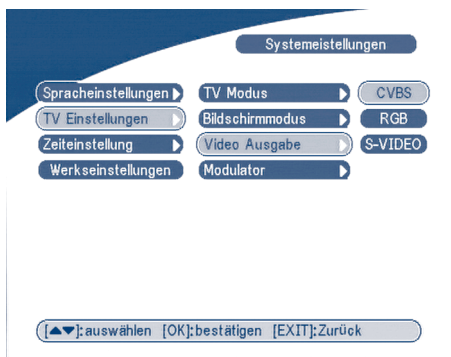 Systemeistellungen
Spracheinstellungen TV Modus CVBS
TV Einstellungen Bildschirmmodus RGB
Zeiteinstellung Video Ausgabe S-VIDEO
Werkseinstellungen Modulator
[▲▼]:auswählen [OK]:bestätigen [EXIT]:Zurück